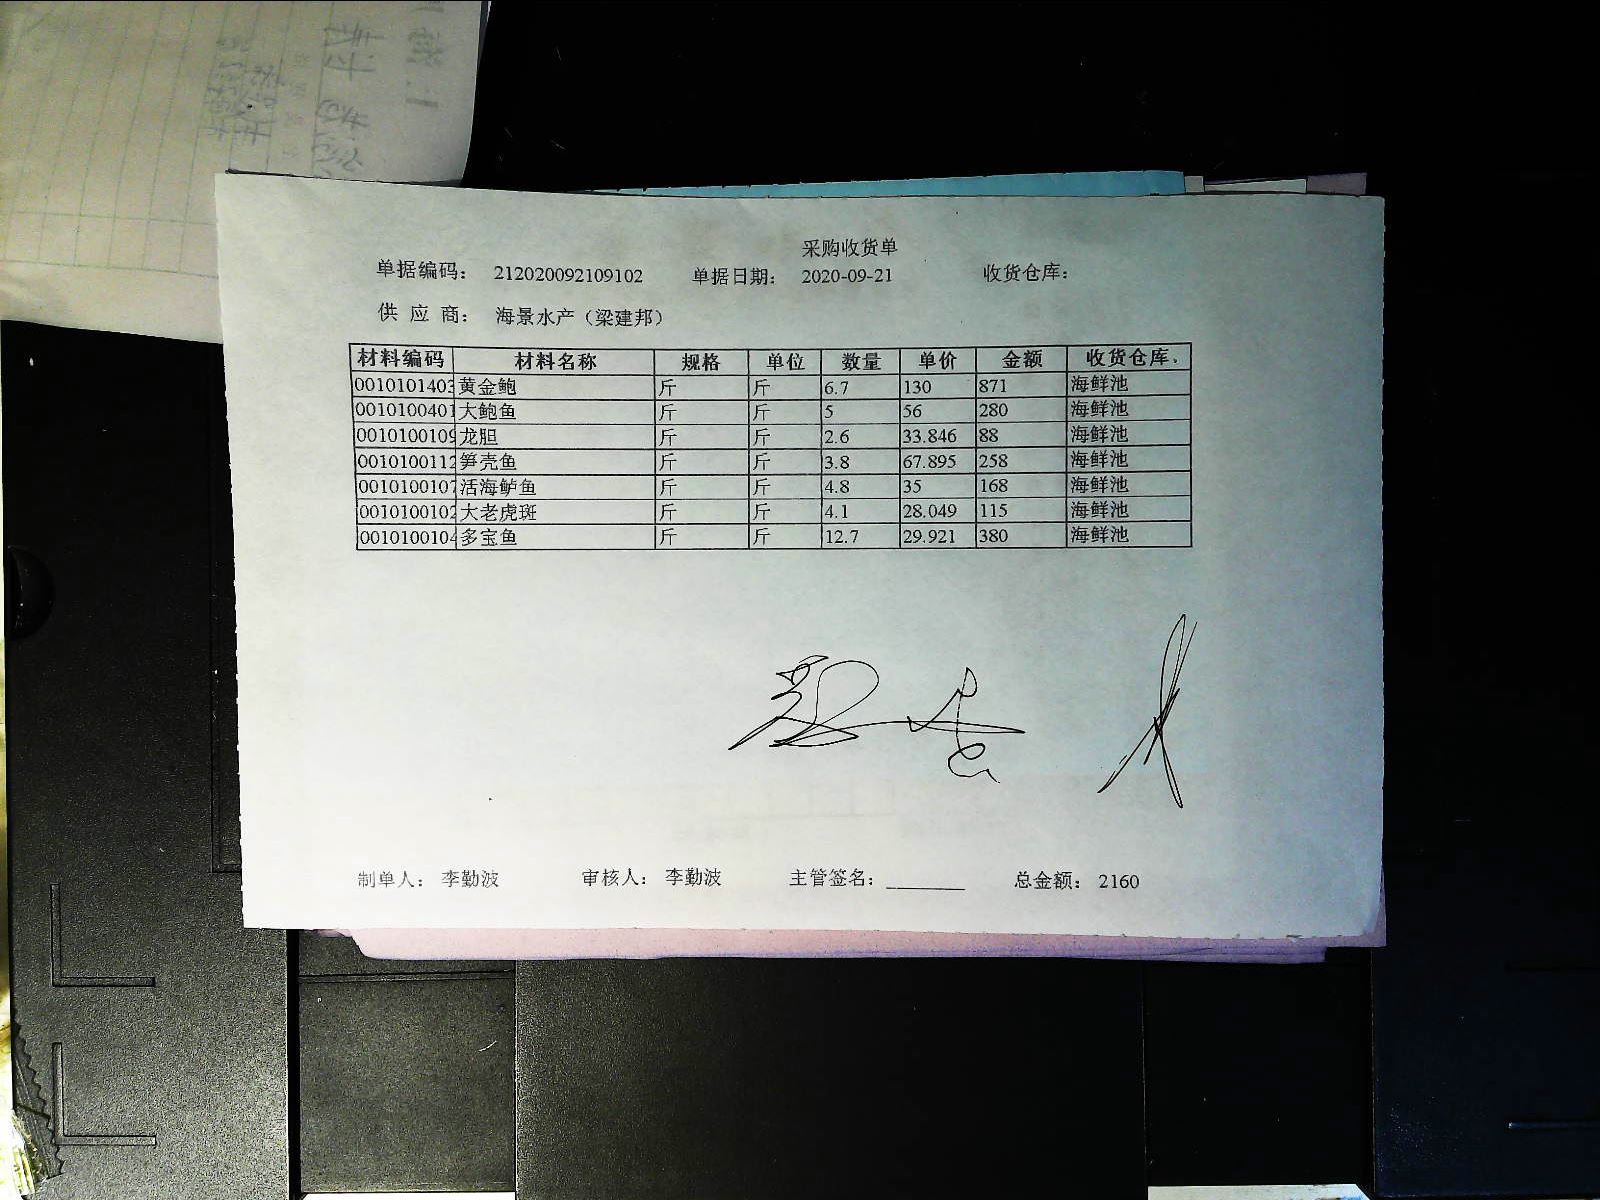 采购收货单
单据编码： 212020092109102 单据日期： 2020-09-21 收货仓库：
供 应 商： 海景水产（梁建邦）
材料编码 材料名称 规格 单位 数量 单价 金额 收货仓库.
0010101403 黄金鲍 斤 斤 6.7 130 871 海鲜池
0010100401 大鲍鱼 斤 斤 5 56 280 海鲜池
0010100109 龙胆 斤 斤 2.6 33.846 88 海鲜池
0010100112 笋壳鱼 斤 斤 3.8 67.895 258 海鲜池
0010100107 活海鲈鱼 斤 斤 4.8 35 168 海鲜池
0010100102 大老虎斑 斤 斤 4.1 28.049 115 海鲜池
0010100104 多宝鱼 斤 斤 12.7 29.921 380 海鲜池
制单人： 李勤波 审核人： 李勤波 主管签名：________ 总金额： 2160